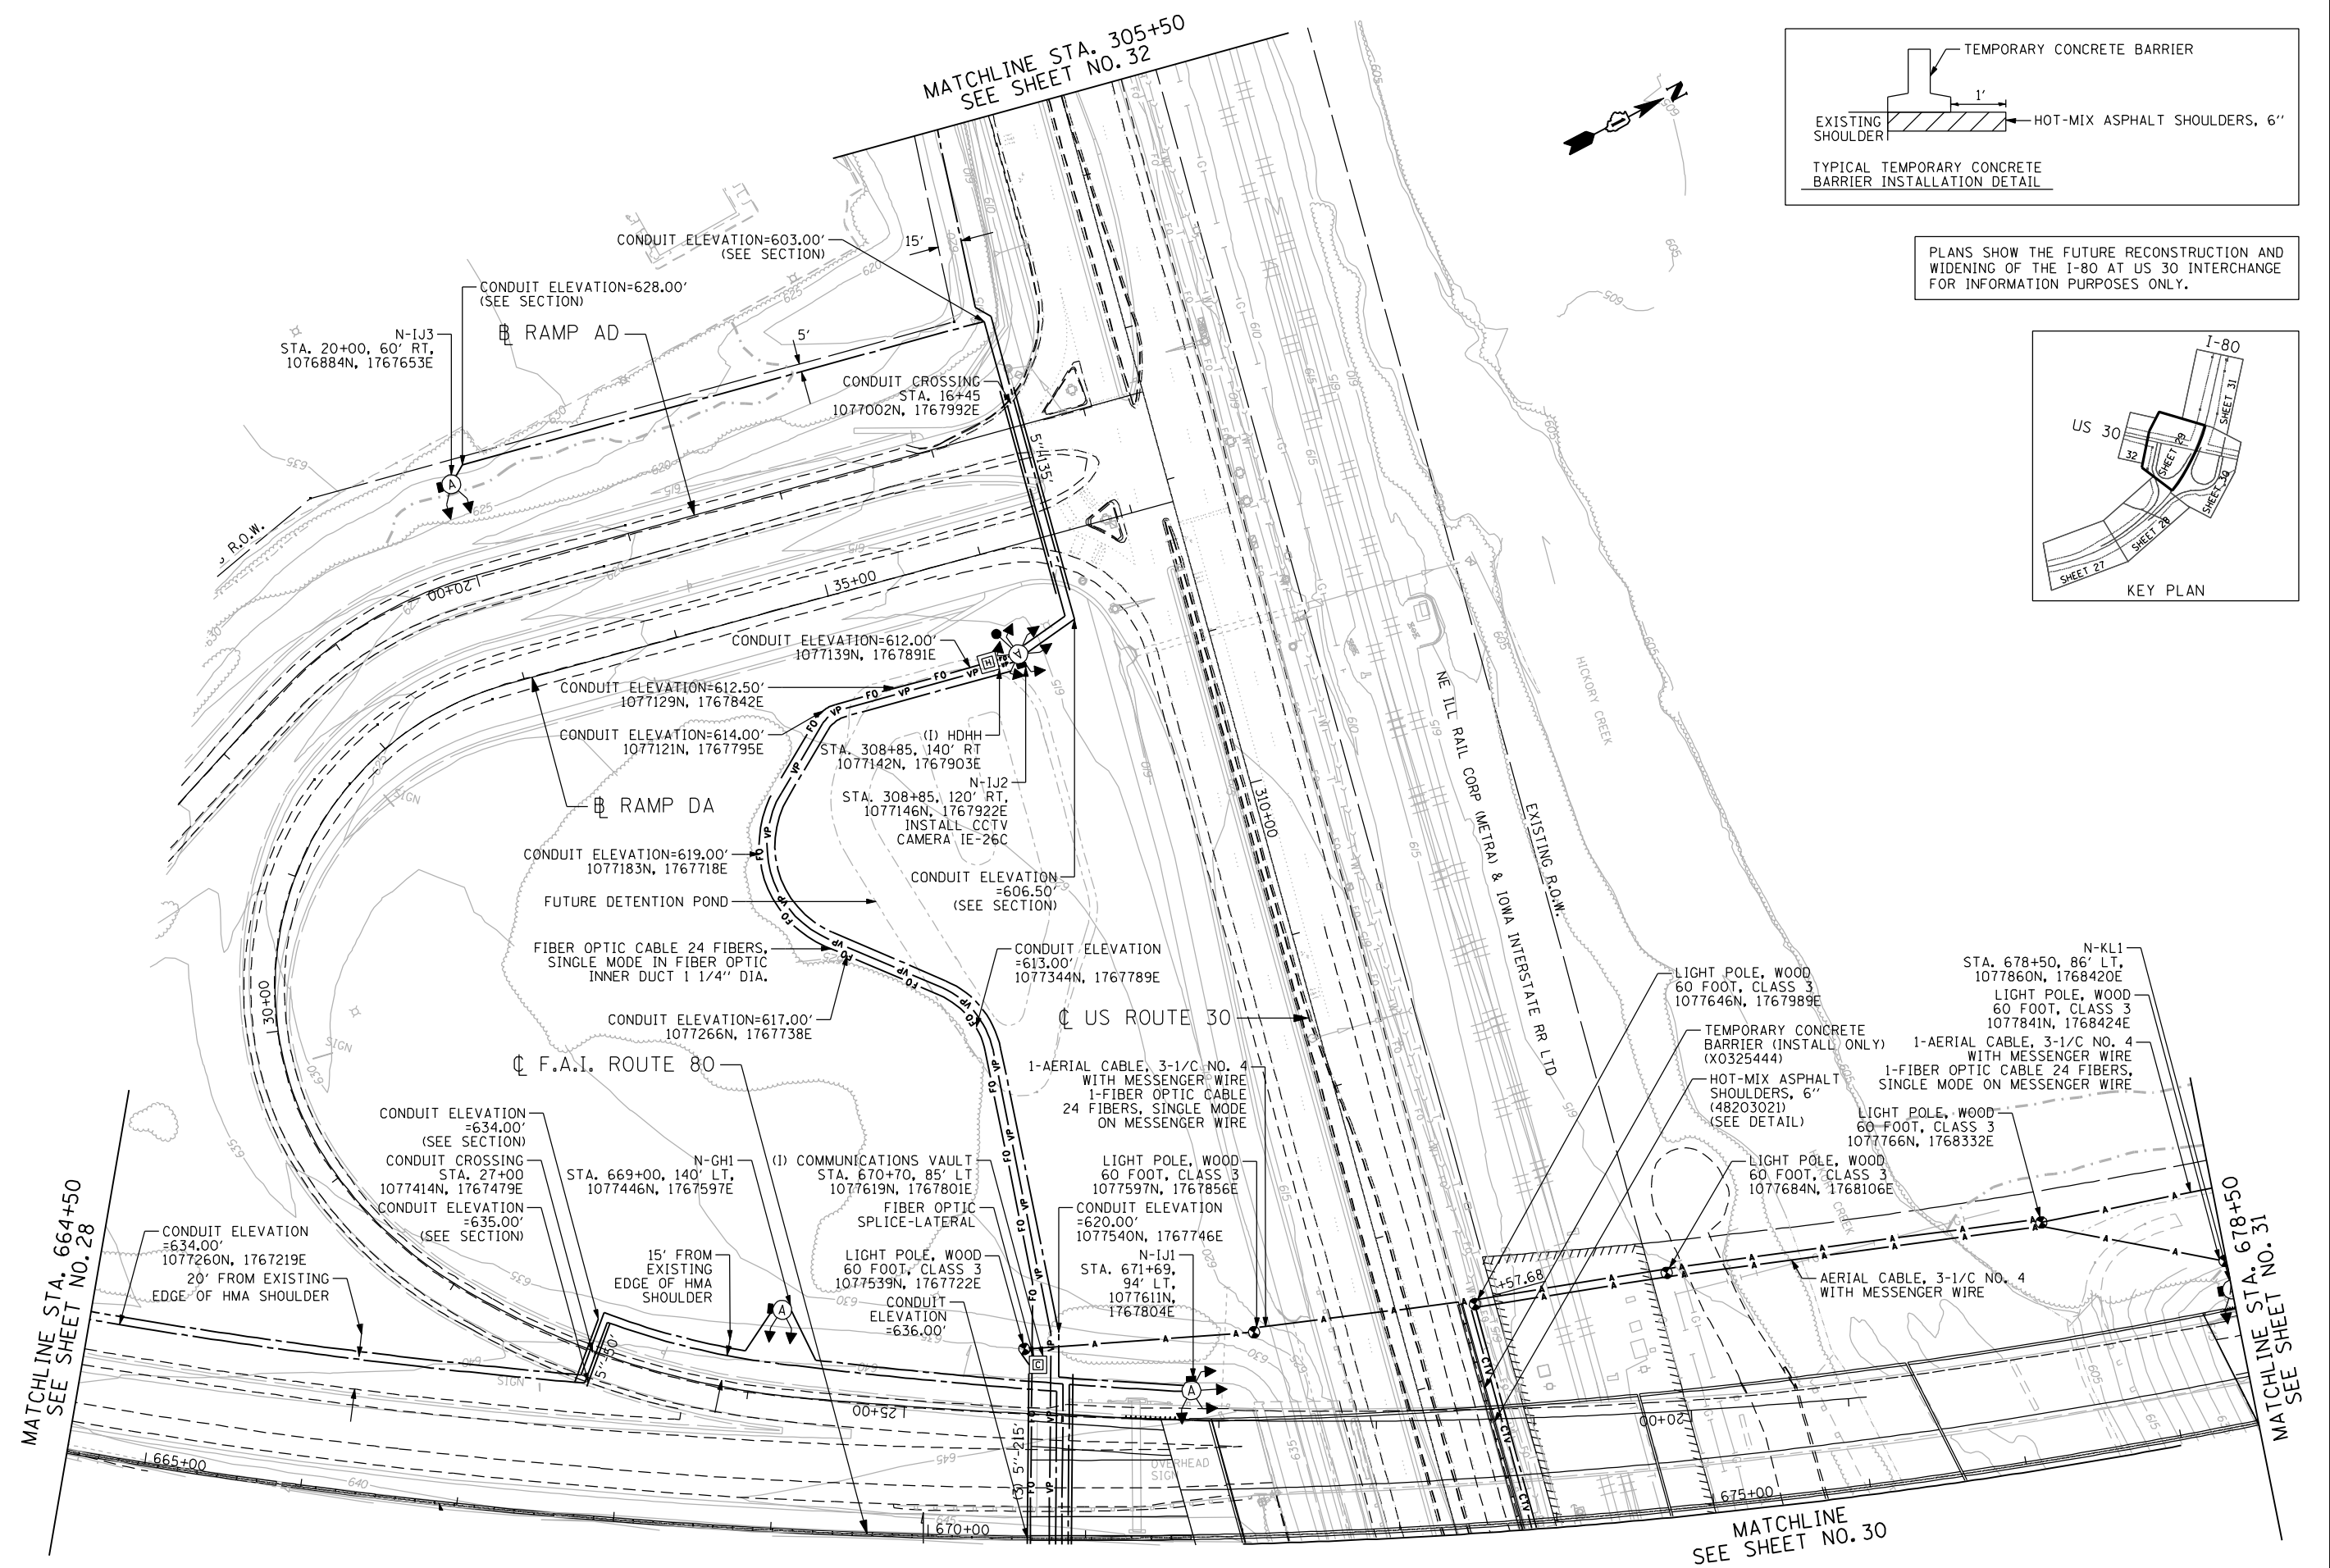 MATCHLINE STA. 305+50
SEE SHEET NO. 32
N
TEMPORARY CONCRETE BARRIER
1'
EXISTING
SHOULDER
HOT-MIX ASPHALT SHOULDERS, 6''
TYPICAL TEMPORARY CONCRETE
BARRIER INSTALLATION DETAIL
PLANS SHOW THE FUTURE RECONSTRUCTION AND
WIDENING OF THE I-80 AT US 30 INTERCHANGE
FOR INFORMATION PURPOSES ONLY.
I-80
US 30
SHEET 31
SHEET 29
32
SHEET 30
SHEET 28
SHEET 27
KEY PLAN
CONDUIT ELEVATION=603.00'
(SEE SECTION)
15'
CONDUIT ELEVATION=628.00'
(SEE SECTION)
N-IJ3
STA. 20+00, 60' RT,
1076884N, 1767653E
℄ RAMP AD
5'
CONDUIT CROSSING
STA. 16+45
1077002N, 1767992E
5''-135'
R.O.W.
20+00
35+00
CONDUIT ELEVATION=612.00'
1077139N, 1767891E
CONDUIT ELEVATION=612.50'
1077129N, 1767842E
CONDUIT ELEVATION=614.00'
1077121N, 1767795E
(I) HDHH
STA. 308+85, 140' RT
1077142N, 1767903E
N-IJ2
STA. 308+85, 120' RT,
1077146N, 1767922E
INSTALL CCTV
CAMERA IE-26C
℄ RAMP DA
CONDUIT ELEVATION=619.00'
1077183N, 1767718E
CONDUIT ELEVATION
=606.50'
(SEE SECTION)
FUTURE DETENTION POND
FIBER OPTIC CABLE 24 FIBERS,
SINGLE MODE IN FIBER OPTIC
INNER DUCT 1 1/4'' DIA.
CONDUIT ELEVATION
=613.00'
1077344N, 1767789E
CONDUIT ELEVATION=617.00'
1077266N, 1767738E
℄ US ROUTE 30
℄ F.A.I. ROUTE 80
310+00
30+00
SIGN
SIGN
NE ILL RAIL CORP (METRA) & IOWA INTERSTATE RR LTD
EXISTING R.O.W.
HICKORY CREEK
1-AERIAL CABLE, 3-1/C NO. 4
WITH MESSENGER WIRE
1-FIBER OPTIC CABLE
24 FIBERS, SINGLE MODE
ON MESSENGER WIRE
LIGHT POLE, WOOD
60 FOOT, CLASS 3
1077646N, 1767989E
TEMPORARY CONCRETE
BARRIER (INSTALL ONLY)
(X0325444)
HOT-MIX ASPHALT
SHOULDERS, 6''
(48203021)
(SEE DETAIL)
N-KL1
STA. 678+50, 86' LT,
1077860N, 1768420E
LIGHT POLE, WOOD
60 FOOT, CLASS 3
1077841N, 1768424E
1-AERIAL CABLE, 3-1/C NO. 4
WITH MESSENGER WIRE
1-FIBER OPTIC CABLE 24 FIBERS,
SINGLE MODE ON MESSENGER WIRE
LIGHT POLE, WOOD
60 FOOT, CLASS 3
1077766N, 1768332E
LIGHT POLE, WOOD
60 FOOT, CLASS 3
1077684N, 1768106E
CONDUIT ELEVATION
=634.00'
(SEE SECTION)
CONDUIT CROSSING
STA. 27+00
1077414N, 1767479E
CONDUIT ELEVATION
=635.00'
(SEE SECTION)
N-GH1
STA. 669+00, 140' LT,
1077446N, 1767597E
(I) COMMUNICATIONS VAULT
STA. 670+70, 85' LT
1077619N, 1767801E
FIBER OPTIC
SPLICE-LATERAL
LIGHT POLE, WOOD
60 FOOT, CLASS 3
1077539N, 1767722E
CONDUIT
ELEVATION
=636.00'
LIGHT POLE, WOOD
60 FOOT, CLASS 3
1077597N, 1767856E
CONDUIT ELEVATION
=620.00'
1077540N, 1767746E
N-IJ1
STA. 671+69,
94' LT,
1077611N,
1767804E
CONDUIT ELEVATION
=634.00'
1077260N, 1767219E
20' FROM EXISTING
EDGE OF HMA SHOULDER
15' FROM
EXISTING
EDGE OF HMA
SHOULDER
+57.68
AERIAL CABLE, 3-1/C NO. 4
WITH MESSENGER WIRE
MATCHLINE STA. 664+50
SEE SHEET NO. 28
MATCHLINE STA. 678+50
SEE SHEET NO. 31
SIGN
25+00
20+00
(3) 5''-215'
OVERHEAD
SIGN
665+00
670+00
675+00
MATCHLINE
SEE SHEET NO. 30